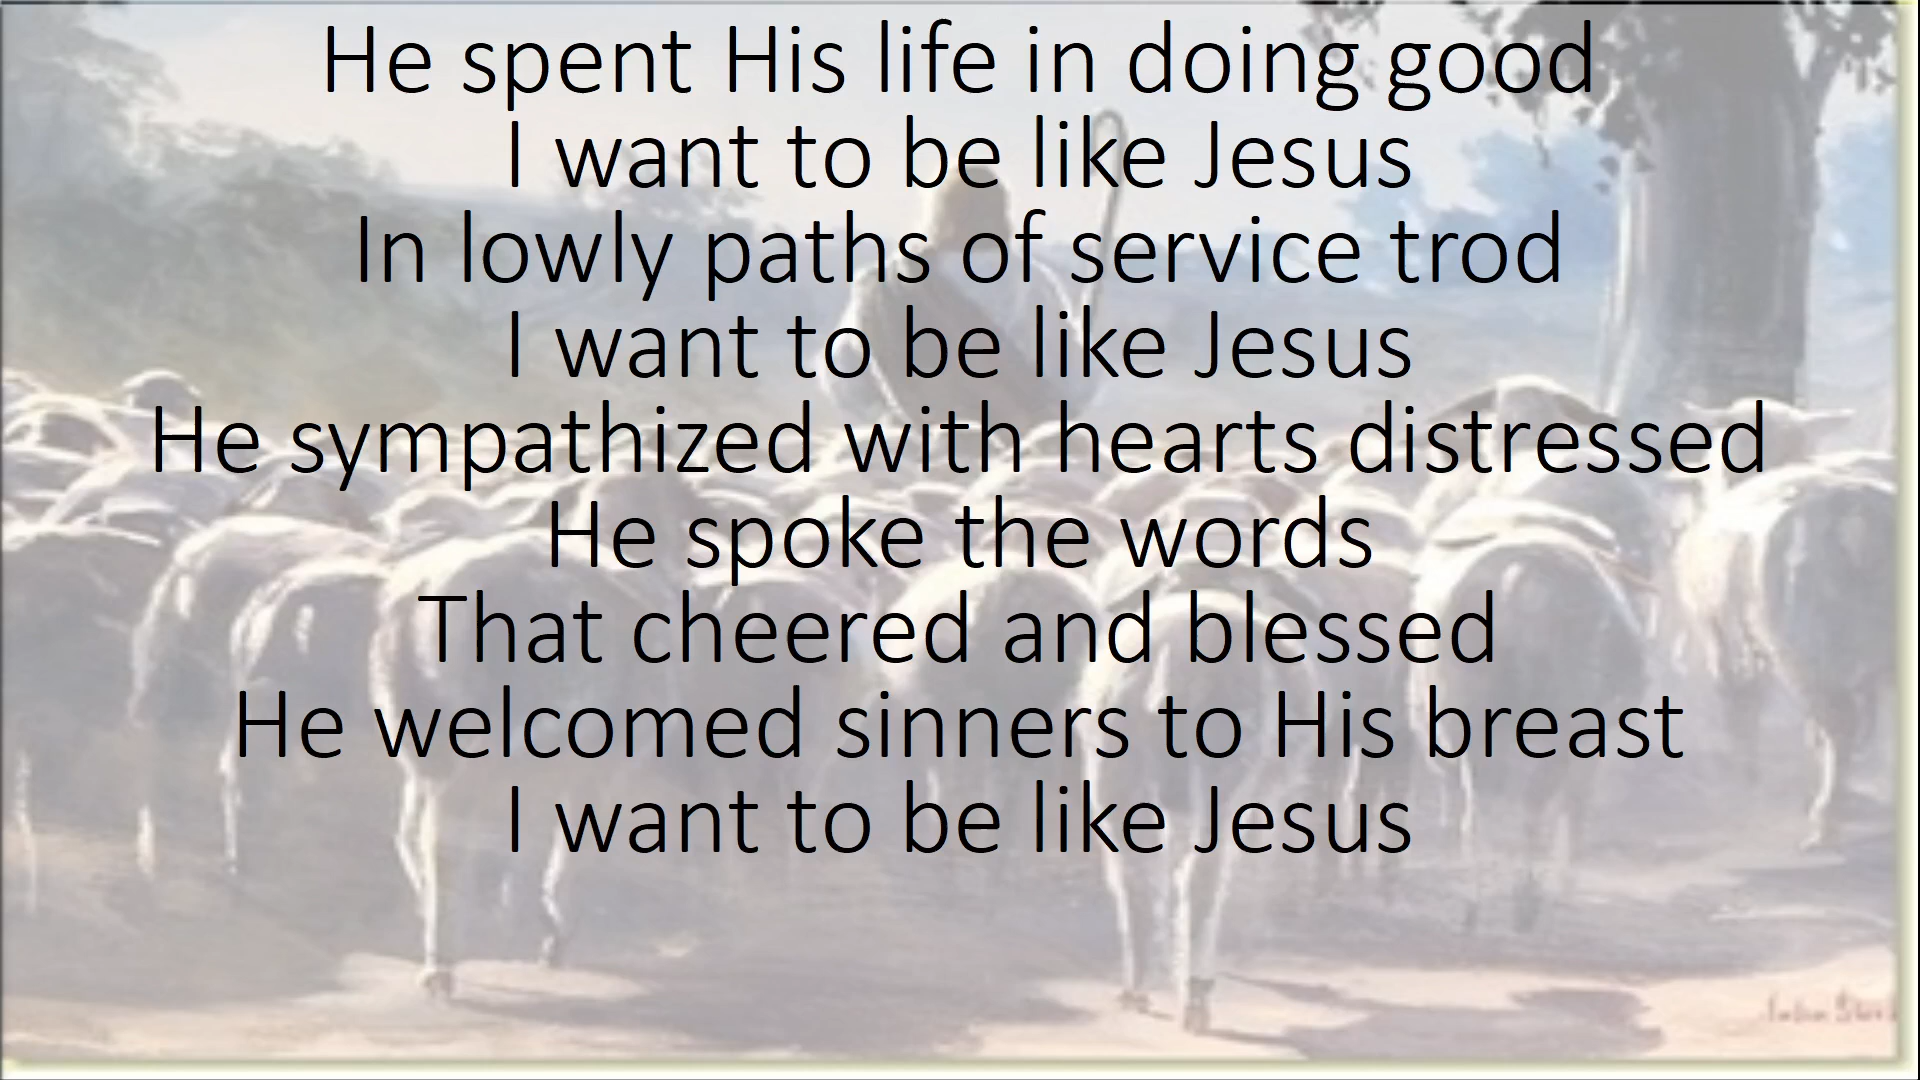 He spent His life in doing good
I want to be like Jesus
In lowly paths of service trod
I want to be like Jesus
He sympathized with hearts distressed
He spoke the words
That cheered and blessed
He welcomed sinners to His breast
I want to be like Jesus